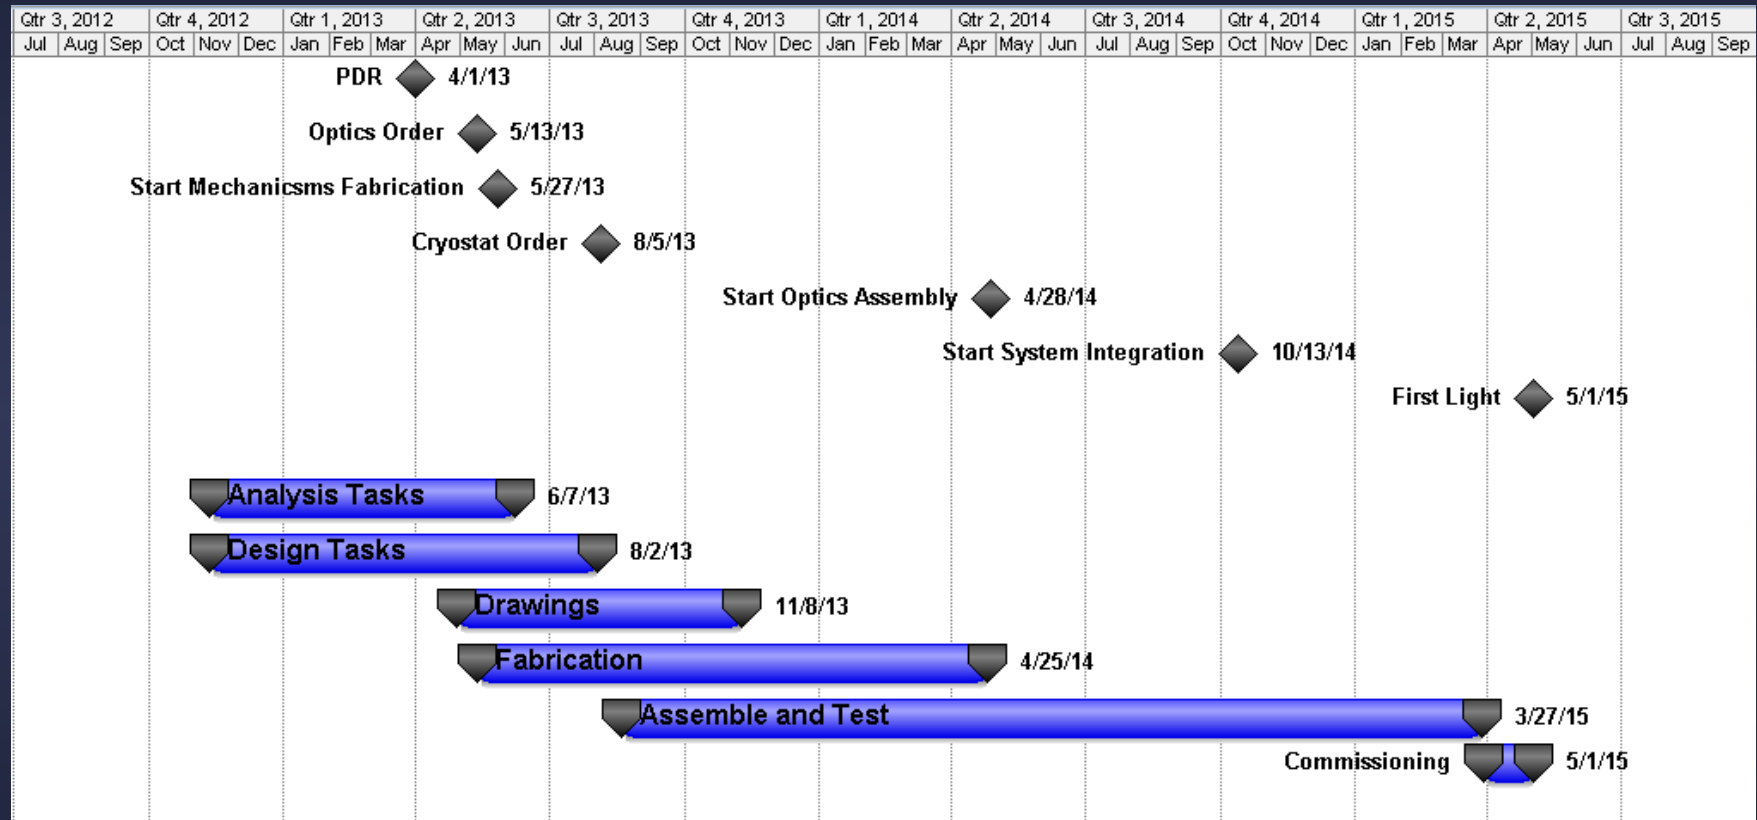 Qtr 3, 2012 Qtr 4, 2012 Qtr 1, 2013 Qtr 2, 2013 Qtr 3, 2013 Qtr 4, 2013 Qtr 1, 2014 Qtr 2, 2014 Qtr 3, 2014 Qtr 4, 2014 Qtr 1, 2015 Qtr 2, 2015 Qtr 3, 2015
Jul Aug Sep Oct Nov Dec Jan Feb Mar Apr May Jun Jul Aug Sep Oct Nov Dec Jan Feb Mar Apr May Jun Jul Aug Sep Oct Nov Dec Jan Feb Mar Apr May Jun Jul Aug Sep
PDR 4/1/13
Optics Order 5/13/13
Start Mechanicsms Fabrication 5/27/13
Cryostat Order 8/5/13
Start Optics Assembly 4/28/14
Start System Integration 10/13/14
First Light 5/1/15
Analysis Tasks 6/7/13
Design Tasks 8/2/13
Drawings 11/8/13
Fabrication 4/25/14
Assemble and Test 3/27/15
Commissioning 5/1/15